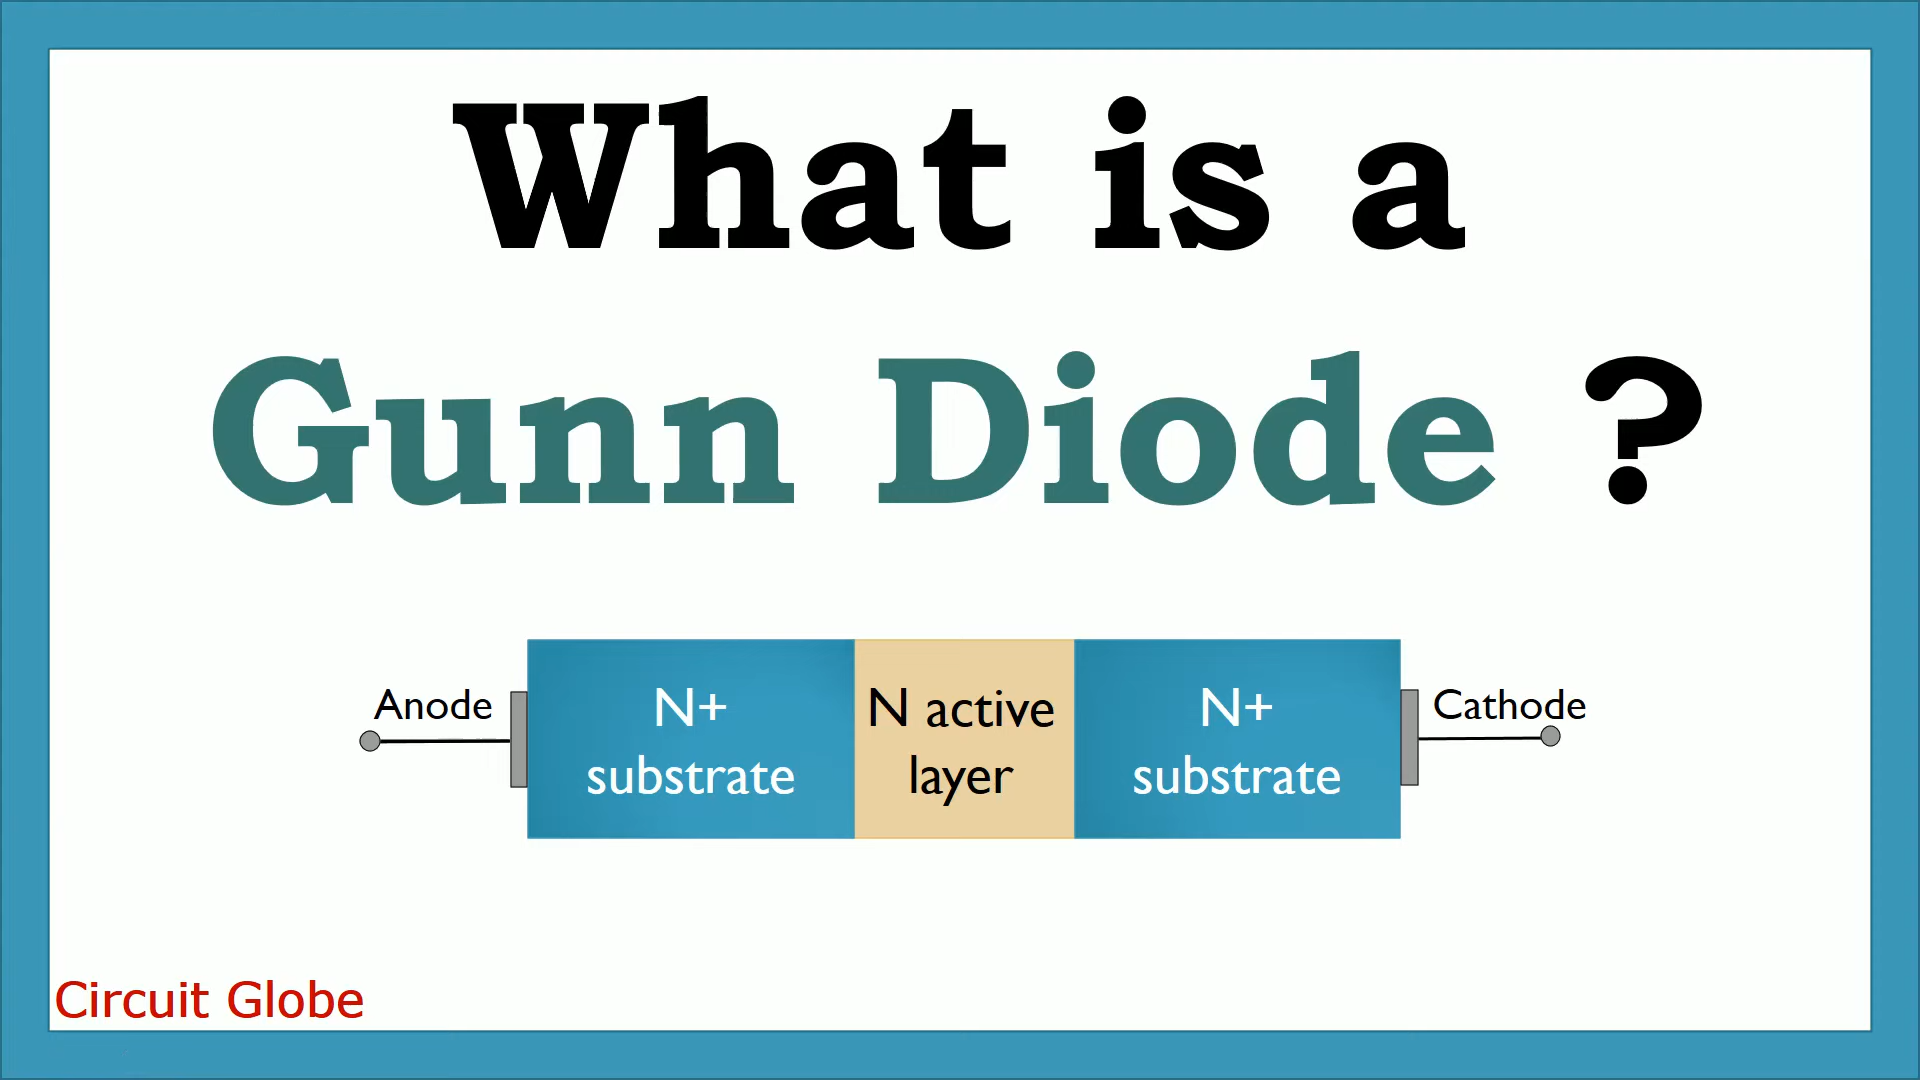 What is a
Gunn Diode ?
Anode
N+
substrate
N active
layer
N+
substrate
Cathode
Circuit Globe